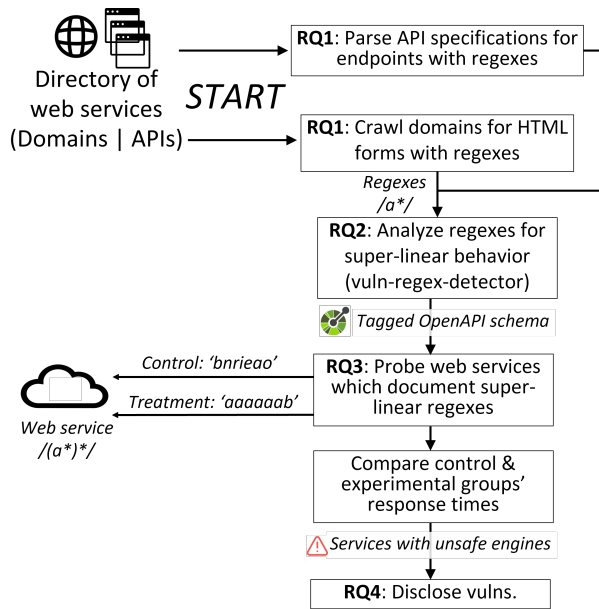 Directory of
web services
(Domains | APIs)
START
RQ1: Parse API specifications for
endpoints with regexes
RQ1: Crawl domains for HTML
forms with regexes
Regexes
/a*/
RQ2: Analyze regexes for
super-linear behavior
(vuln-regex-detector)
Tagged OpenAPI schema
RQ3: Probe web services
which document super-
linear regexes
Control: 'bnrieao'
Treatment: 'aaaaaab'
Web service
/(a*)*/
Compare control &
experimental groups'
response times
Services with unsafe engines
RQ4: Disclose vulns.